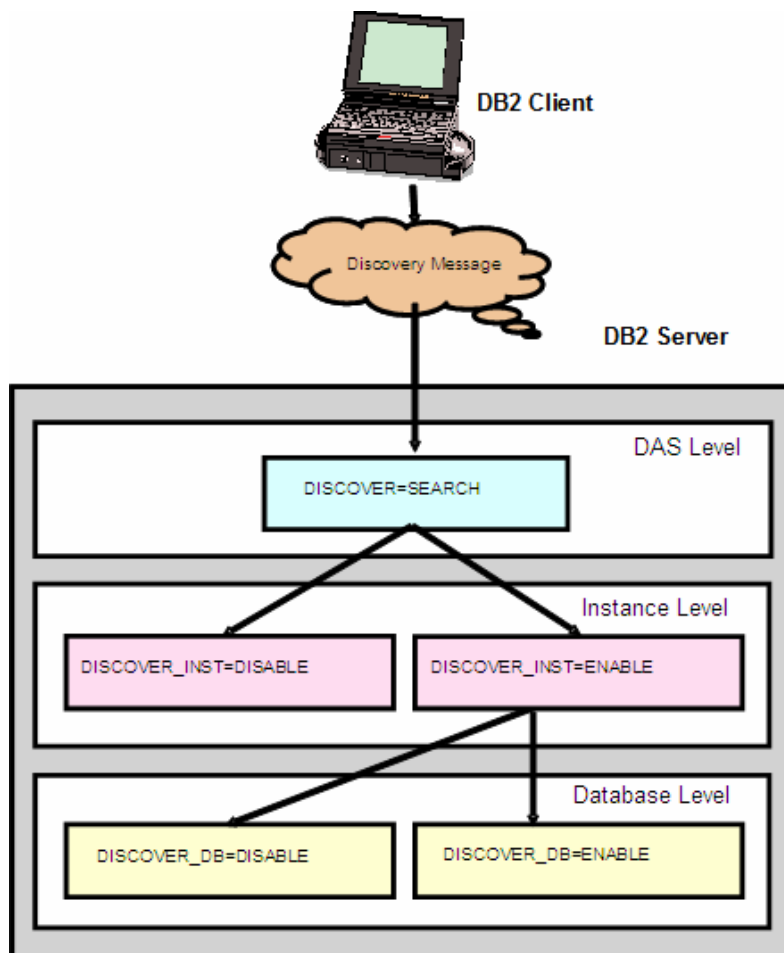 DB2 Client
Discovery Message
DB2 Server
DAS Level
DISCOVER=SEARCH
Instance Level
DISCOVER_INST=DISABLE
DISCOVER_INST=ENABLE
Database Level
DISCOVER_DB=DISABLE
DISCOVER_DB=ENABLE